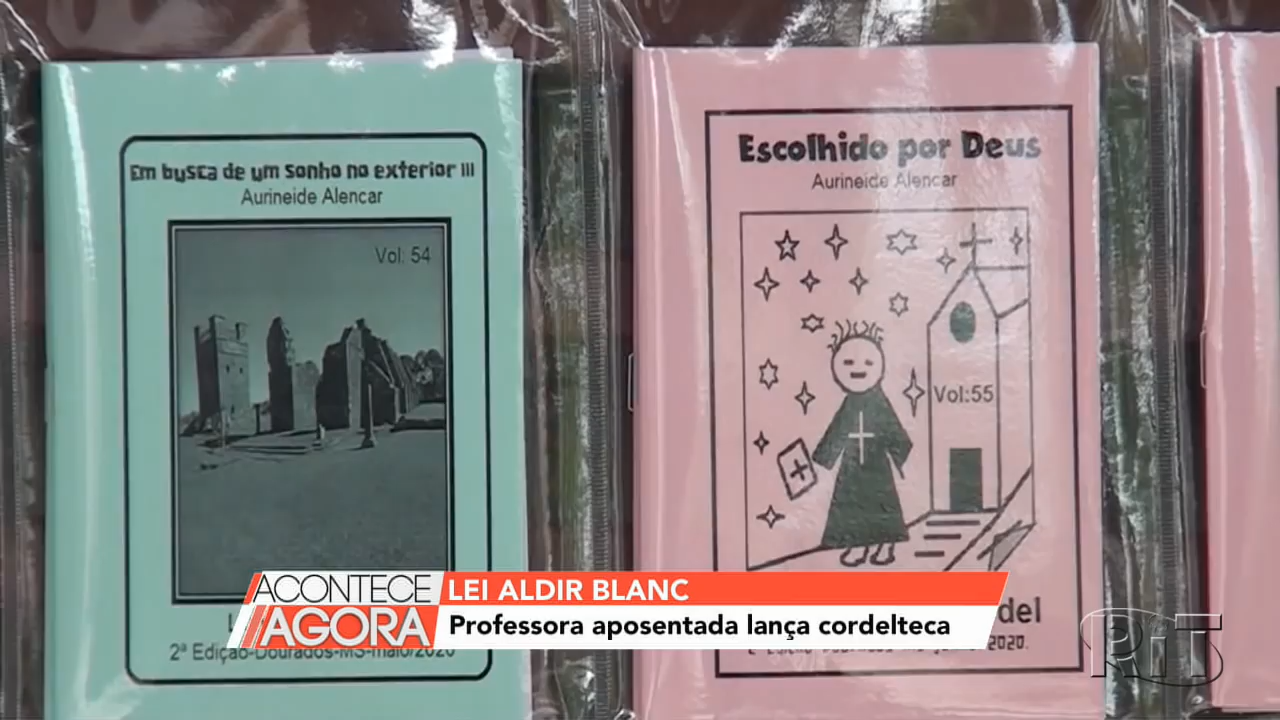 Em busca de um sonho no exterior III
Aurineide Alencar
Vol: 54
2ª Edição-Dourados-MS-maio/2020
Escolhido por Deus
Aurineide Alencar
Vol:55
2020.
ACONTECE
AGORA
LEI ALDIR BLANC
Professora aposentada lança cordelteca
RiT